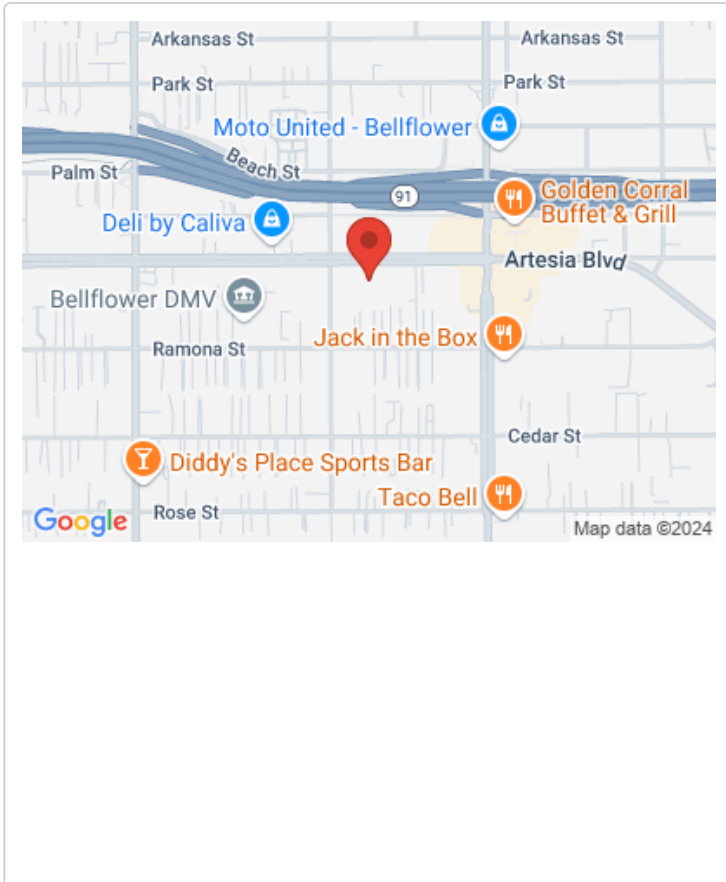 Arkansas St
Arkansas St
Park St
Park St
Moto United - Bellflower
Beach St
Palm St
91
Golden Corral
Buffet & Grill
Deli by Caliva
Artesia Blvd
Bellflower DMV
Jack in the Box
Ramona St
Cedar St
Diddy's Place Sports Bar
Taco Bell
Rose St
Google
Map data ©2024